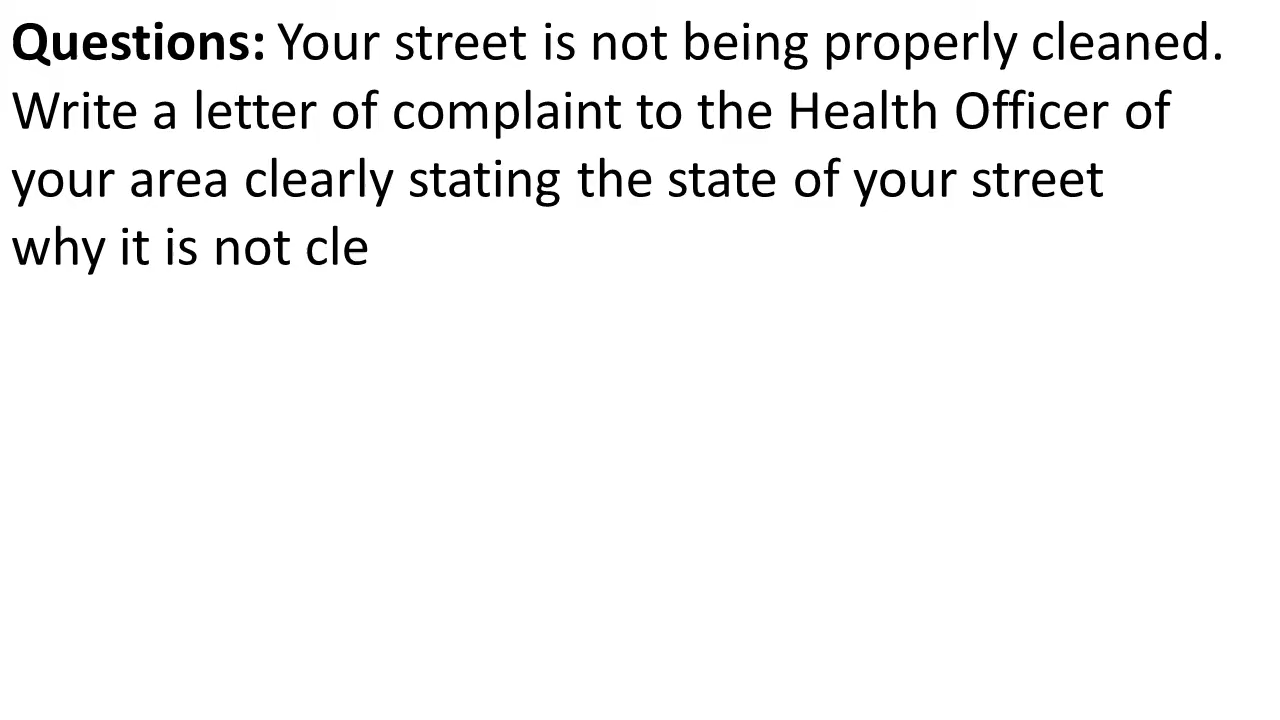 Questions: Your street is not being properly cleaned.
Write a letter of complaint to the Health Officer of
your area clearly stating the state of your street
why it is not cle